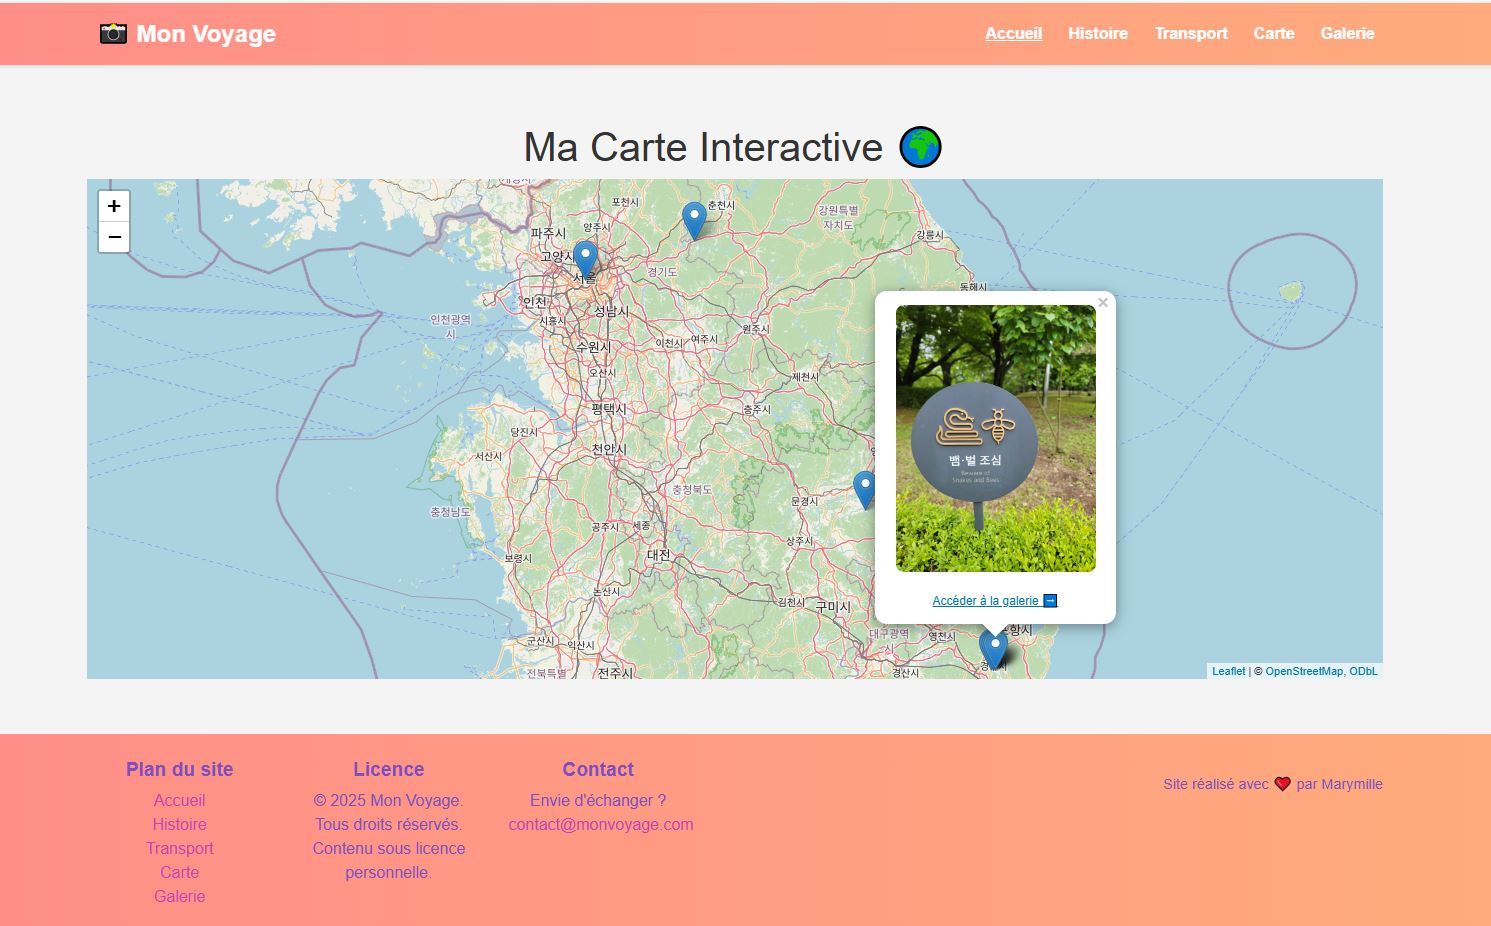 Mon Voyage
Accueil Histoire Transport Carte Galerie
Ma Carte Interactive
+
−
포천시
춘천시
강원특별
자치도
양주시
파주시
강릉시
고양시
서울
경기도
동해시
인천
성남시
인천광역
시
시흥시
원주시
이천시
여주시
수원시
오산시
제천시
평택시
충주시
당진시
천안시
서산시
충청북도
문경시
충청남도
공주시
세종
대전
상주시
보령시
논산시
김천시
구미시
대구광역
시
영천시
포항시
군산시
익산시
전북특별
전주시
경산시
×
뱀·벌 조심
Beware of
Snakes and Bees
Accéder à la galerie
Leaflet | © OpenStreetMap, ODbL
Plan du site
Accueil
Histoire
Transport
Carte
Galerie
Licence
© 2025 Mon Voyage.
Tous droits réservés.
Contenu sous licence
personnelle.
Contact
Envie d'échanger ?
contact@monvoyage.com
Site réalisé avec ❤ par Marymille